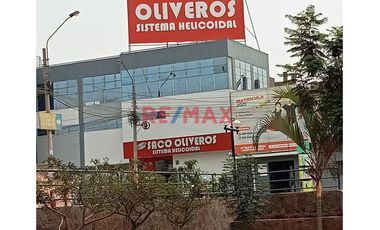 OLIVEROS
SISTEMA HELICOIDAL
RE/MAX
MATRICULA
SACO OLIVEROS
SISTEMA HELICOIDAL